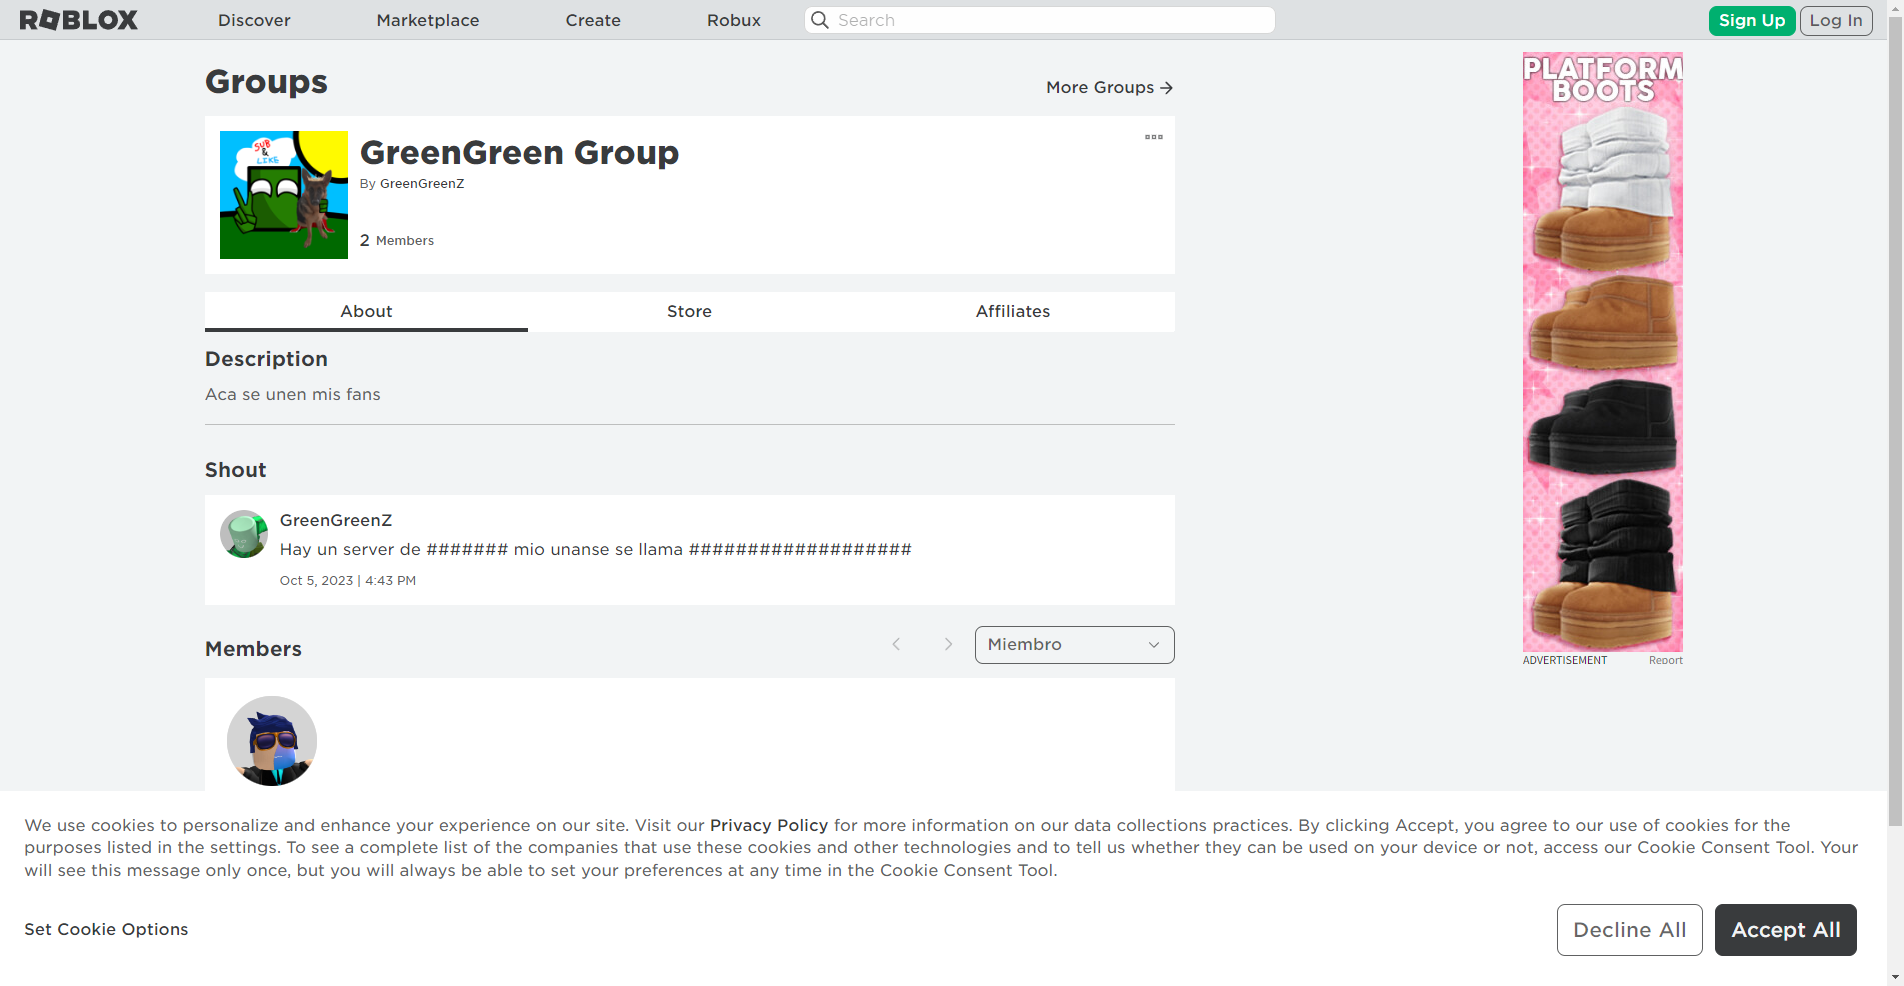 ROBLOX
Discover
Marketplace
Create
Robux
Search
Sign Up
Log In
Groups
More Groups →
SUB
&
LIKE
GreenGreen Group
By GreenGreenZ
2 Members
About
Store
Affiliates
Description
Aca se unen mis fans
Shout
GreenGreenZ
Hay un server de ####### mio unanse se llama ###################
Oct 5, 2023 | 4:43 PM
Members
Miembro
PLATFORM
BOOTS
ADVERTISEMENT
Report
We use cookies to personalize and enhance your experience on our site. Visit our Privacy Policy for more information on our data collections practices. By clicking Accept, you agree to our use of cookies for the
purposes listed in the settings. To see a complete list of the companies that use these cookies and other technologies and to tell us whether they can be used on your device or not, access our Cookie Consent Tool. Your
will see this message only once, but you will always be able to set your preferences at any time in the Cookie Consent Tool.
Set Cookie Options
Decline All
Accept All